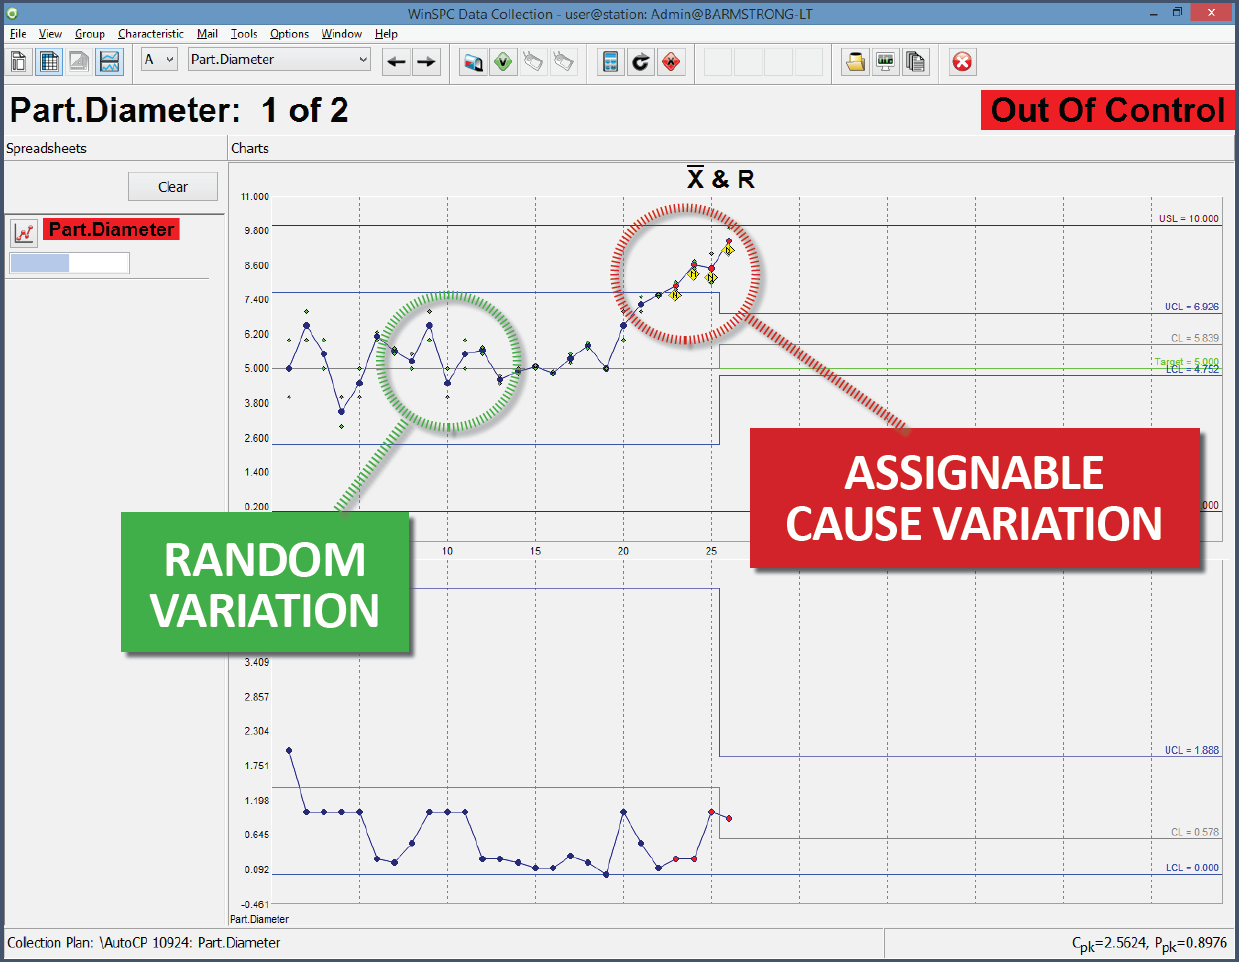 WinSPC Data Collection - user@station: Admin@BARMSTRONG-LT
File View Group Characteristic Mail Tools Options Window Help
A Part.Diameter
Part.Diameter: 1 of 2
Out Of Control
Spreadsheets
Charts
Clear
Part.Diameter
X̅ & R
11.000
9.800
8.600
7.400
6.200
5.000
3.800
2.600
1.400
0.200
USL = 10.000
UCL = 6.926
CL = 5.839
Target = 5.000
LCL = 4.752
.000
10 15 20 25
RANDOM
VARIATION
ASSIGNABLE
CAUSE VARIATION
3.409
2.857
2.304
1.751
1.198
0.645
0.092
-0.461
UCL = 1.888
CL = 0.578
LCL = 0.000
Part.Diameter
Collection Plan: \AutoCP 10924: Part.Diameter
Cpk=2.5624, Ppk=0.8976